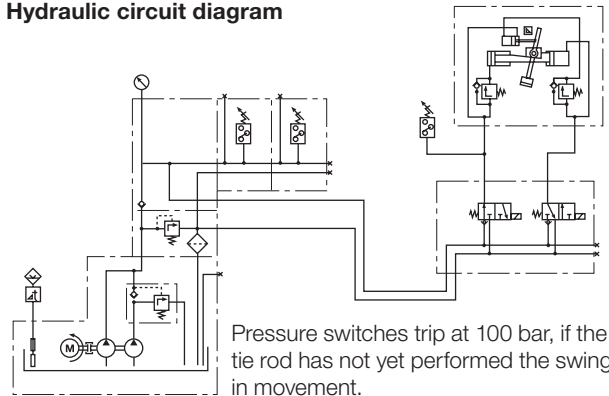 Hydraulic circuit diagram
M
Pressure switches trip at 100 bar, if the
tie rod has not yet performed the swing
in movement.